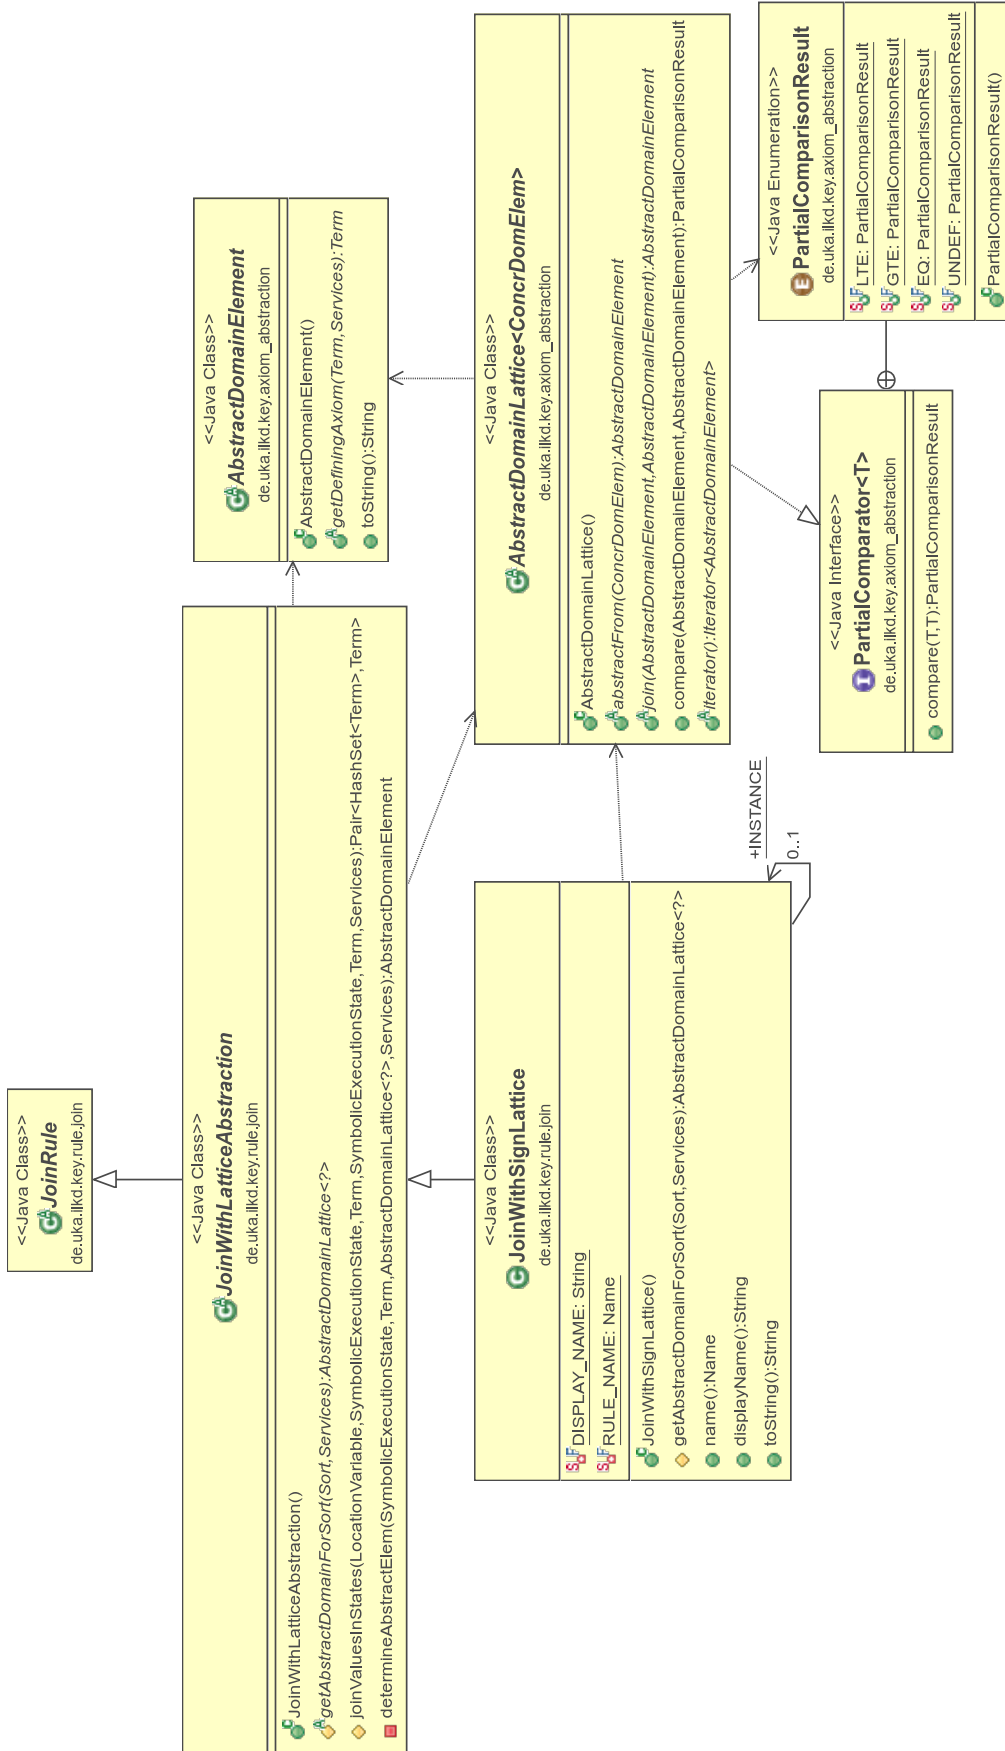 <<Java Class>>
JoinRule
de.uka.ilkd.key.rule.join
<<Java Class>>
JoinWithLatticeAbstraction
de.uka.ilkd.key.rule.join
JoinWithLatticeAbstraction()
getAbstractDomainForSort(Sort,Services):AbstractDomainLattice<?>
joinValuesInStates(LocationVariable,SymbolicExecutionState,Term,SymbolicExecutionState,Term,Services):Pair<HashSet<Term>,Term>
determineAbstractElem(SymbolicExecutionState,Term,AbstractDomainLattice<?>,Services):AbstractDomainElement
<<Java Class>>
AbstractDomainElement
de.uka.ilkd.key.axiom_abstraction
AbstractDomainElement()
getDefiningAxiom(Term,Services):Term
toString():String
<<Java Class>>
JoinWithSignLattice
de.uka.ilkd.key.rule.join
DISPLAY_NAME: String
RULE_NAME: Name
JoinWithSignLattice()
getAbstractDomainForSort(Sort,Services):AbstractDomainLattice<?>
name():Name
displayName():String
toString():String
+INSTANCE
0..1
<<Java Class>>
AbstractDomainLattice<ConcrDomElem>
de.uka.ilkd.key.axiom_abstraction
AbstractDomainLattice()
abstractFrom(ConcrDomElem):AbstractDomainElement
join(AbstractDomainElement,AbstractDomainElement):AbstractDomainElement
compare(AbstractDomainElement,AbstractDomainElement):PartialComparisonResult
iterator():Iterator<AbstractDomainElement>
<<Java Interface>>
PartialComparator<T>
de.uka.ilkd.key.axiom_abstraction
compare(T,T):PartialComparisonResult
<<Java Enumeration>>
PartialComparisonResult
de.uka.ilkd.key.axiom_abstraction
LTE: PartialComparisonResult
GTE: PartialComparisonResult
EQ: PartialComparisonResult
UNDEF: PartialComparisonResult
PartialComparisonResult()